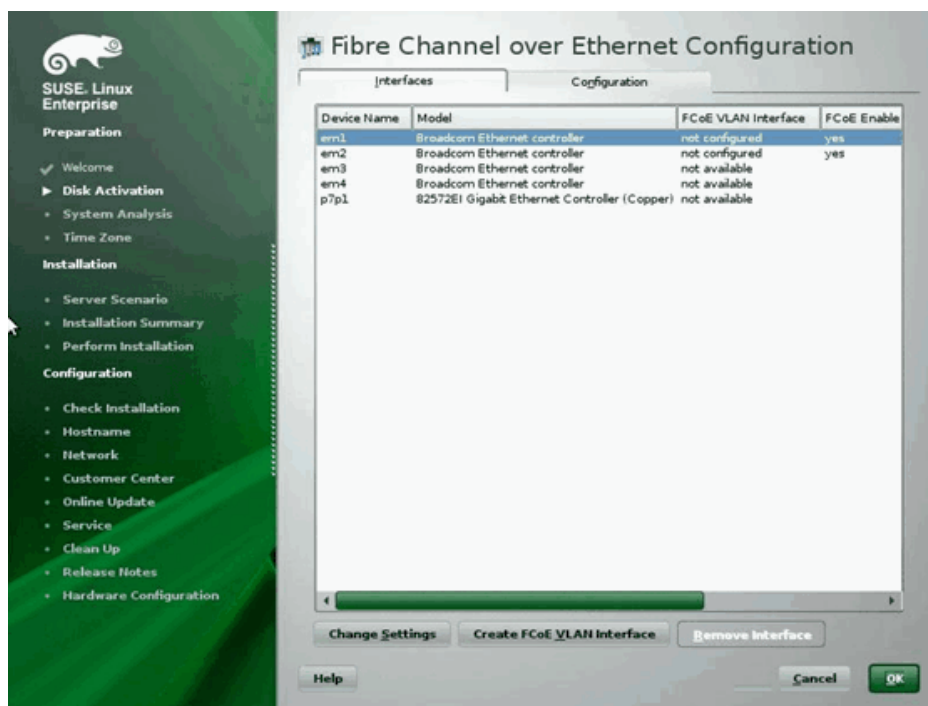 SUSE. Linux
Enterprise
Preparation
Welcome
Disk Activation
System Analysis
Time Zone
Installation
Server Scenario
Installation Summary
Perform Installation
Configuration
Check Installation
Hostname
Network
Customer Center
Online Update
Service
Clean Up
Release Notes
Hardware Configuration
Fibre Channel over Ethernet Configuration
Interfaces Configuration
Device Name Model FCoE VLAN Interface FCoE Enable
em1 Broadcom Ethernet controller not configured yes
em2 Broadcom Ethernet controller not configured yes
em3 Broadcom Ethernet controller not available
em4 Broadcom Ethernet controller not available
p7p1 82572EI Gigabit Ethernet Controller (Copper) not available
Change Settings Create FCoE VLAN Interface Remove Interface
Help Cancel OK